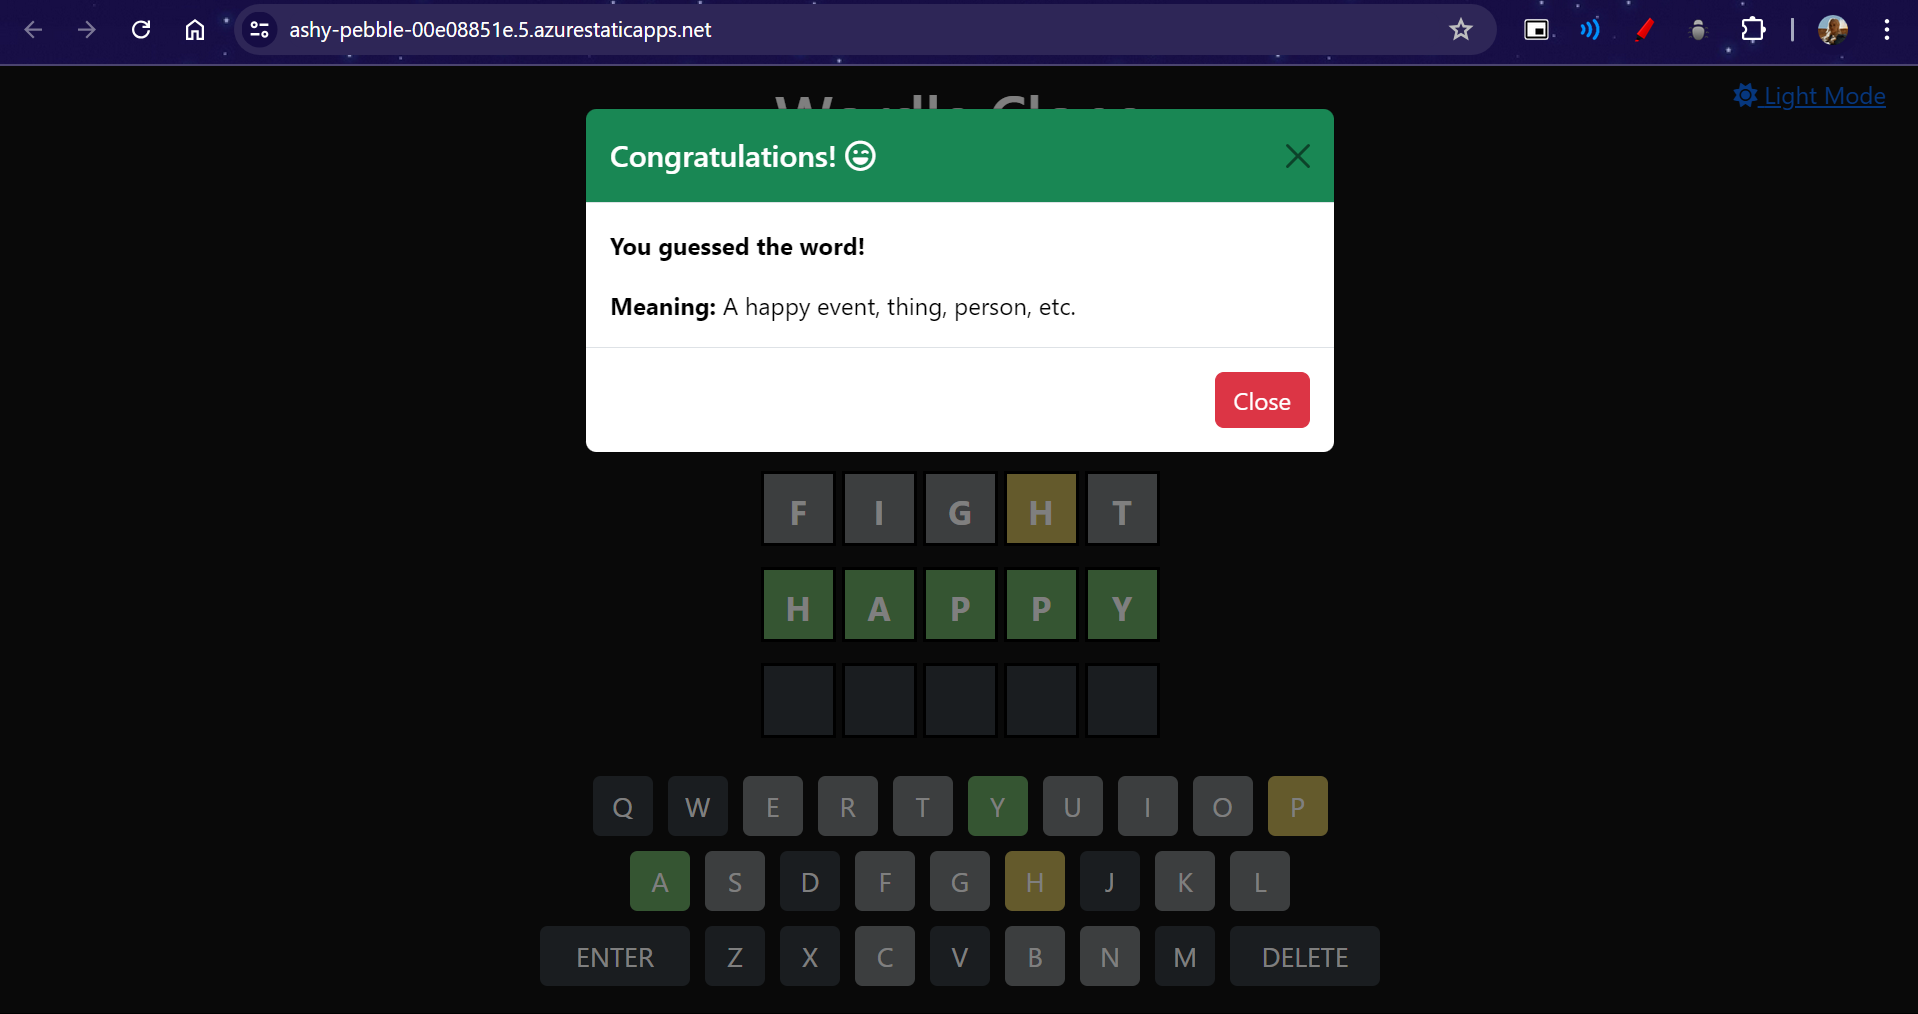 ashy-pebble-00e08851e.5.azurestaticapps.net
Light Mode
Congratulations!
You guessed the word!
Meaning: A happy event, thing, person, etc.
Close
F I G H T
H A P P Y
Q W E R T Y U I O P
A S D F G H J K L
ENTER Z X C V B N M DELETE